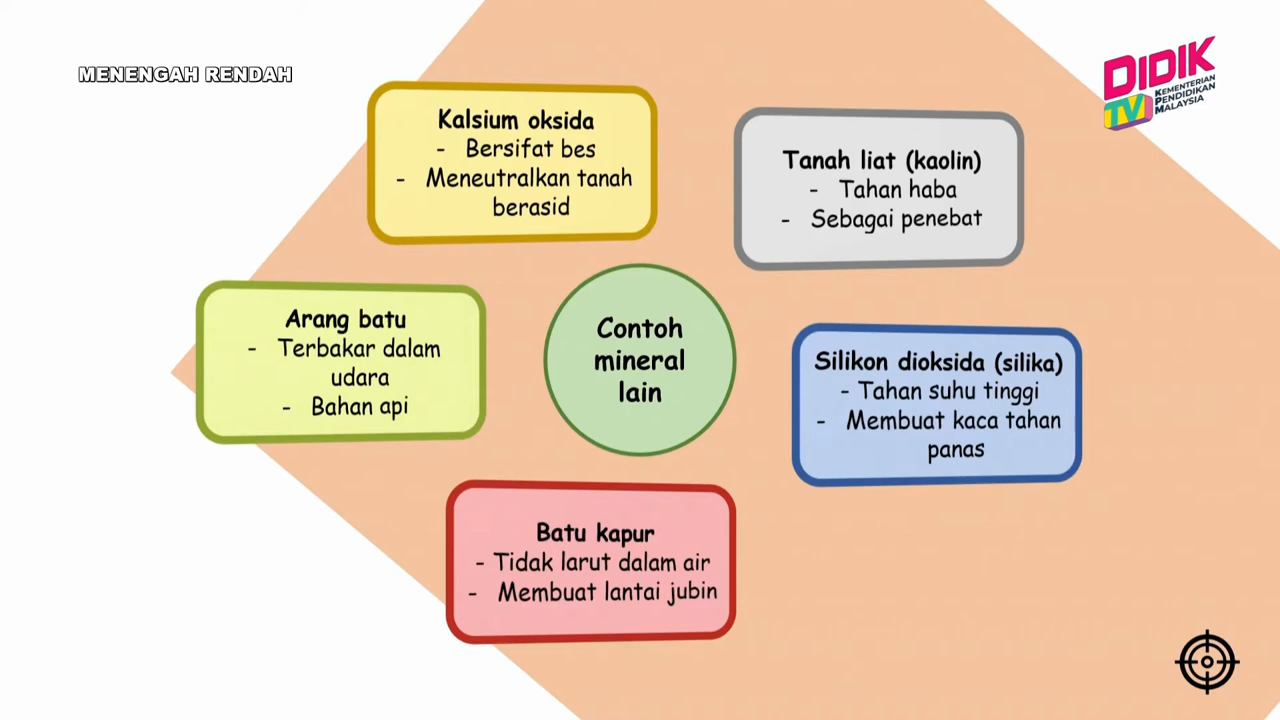 MENENGAH RENDAH
DIDIK
TV
KEMENTERIAN
PENDIDIKAN
MALAYSIA
Kalsium oksida
- Bersifat bes
- Meneutralkan tanah
berasid
Tanah liat (kaolin)
- Tahan haba
- Sebagai penebat
Arang batu
- Terbakar dalam
udara
- Bahan api
Contoh
mineral
lain
Silikon dioksida (silika)
- Tahan suhu tinggi
- Membuat kaca tahan
panas
Batu kapur
- Tidak larut dalam air
- Membuat lantai jubin